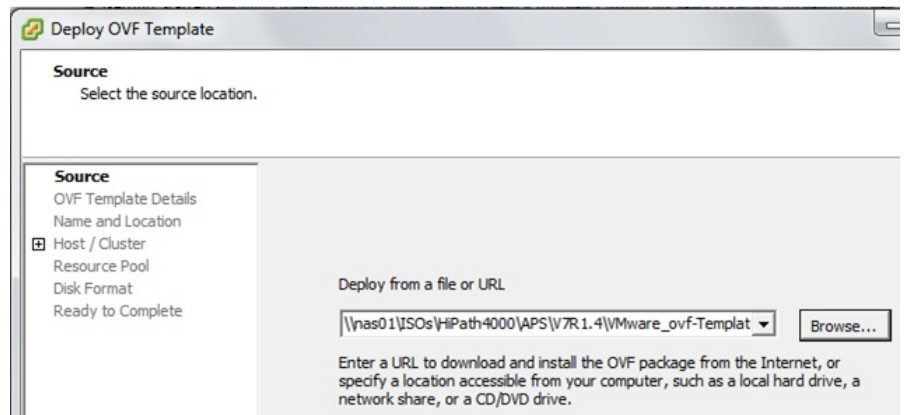 Deploy OVF Template
Source
Select the source location.
Source
OVF Template Details
Name and Location
Host / Cluster
Resource Pool
Disk Format
Ready to Complete
Deploy from a file or URL
\\nas01\ISOs\HiPath4000\APS\V7R1.4\VMware_ovf-Templat
Browse...
Enter a URL to download and install the OVF package from the Internet, or
specify a location accessible from your computer, such as a local hard drive, a
network share, or a CD/DVD drive.